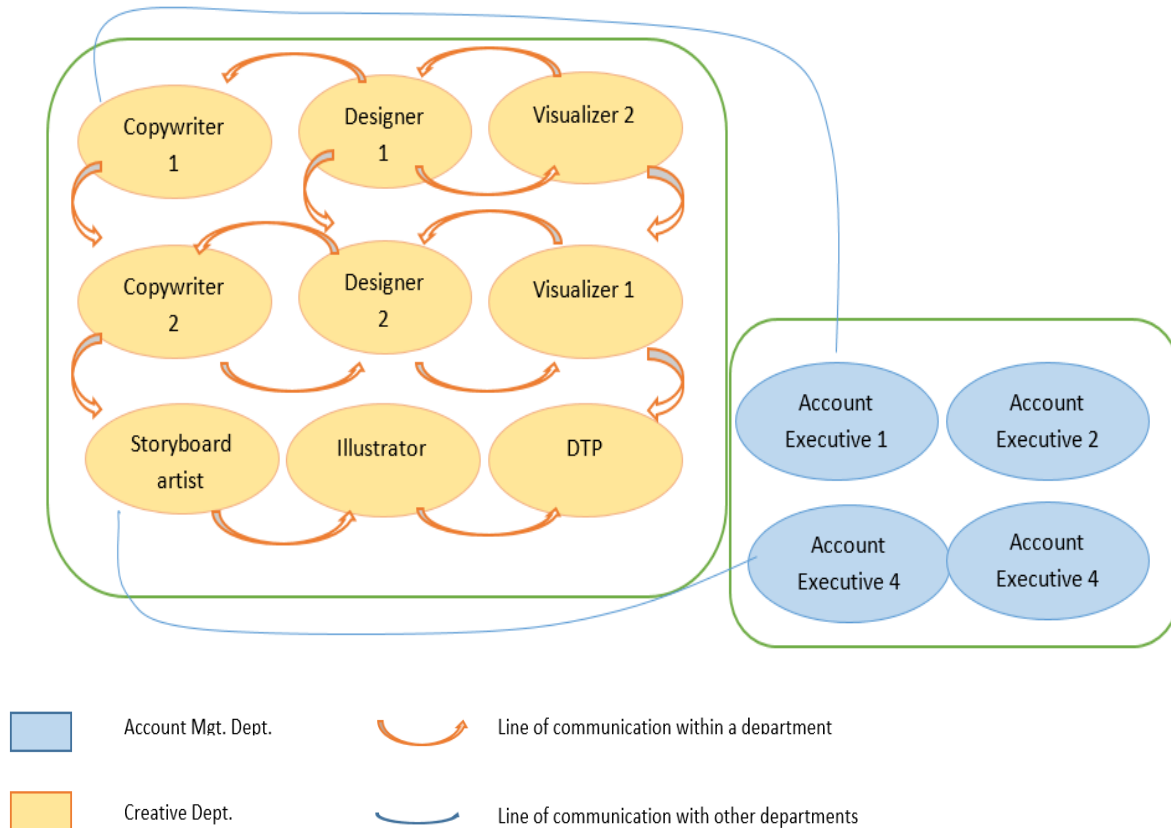 Copywriter
1
Designer
1
Visualizer 2
Copywriter
2
Designer
2
Visualizer 1
Storyboard
artist
Illustrator
DTP
Account
Executive 1
Account
Executive 2
Account
Executive 4
Account
Executive 4
Account Mgt. Dept.
Line of communication within a department
Creative Dept.
Line of communication with other departments